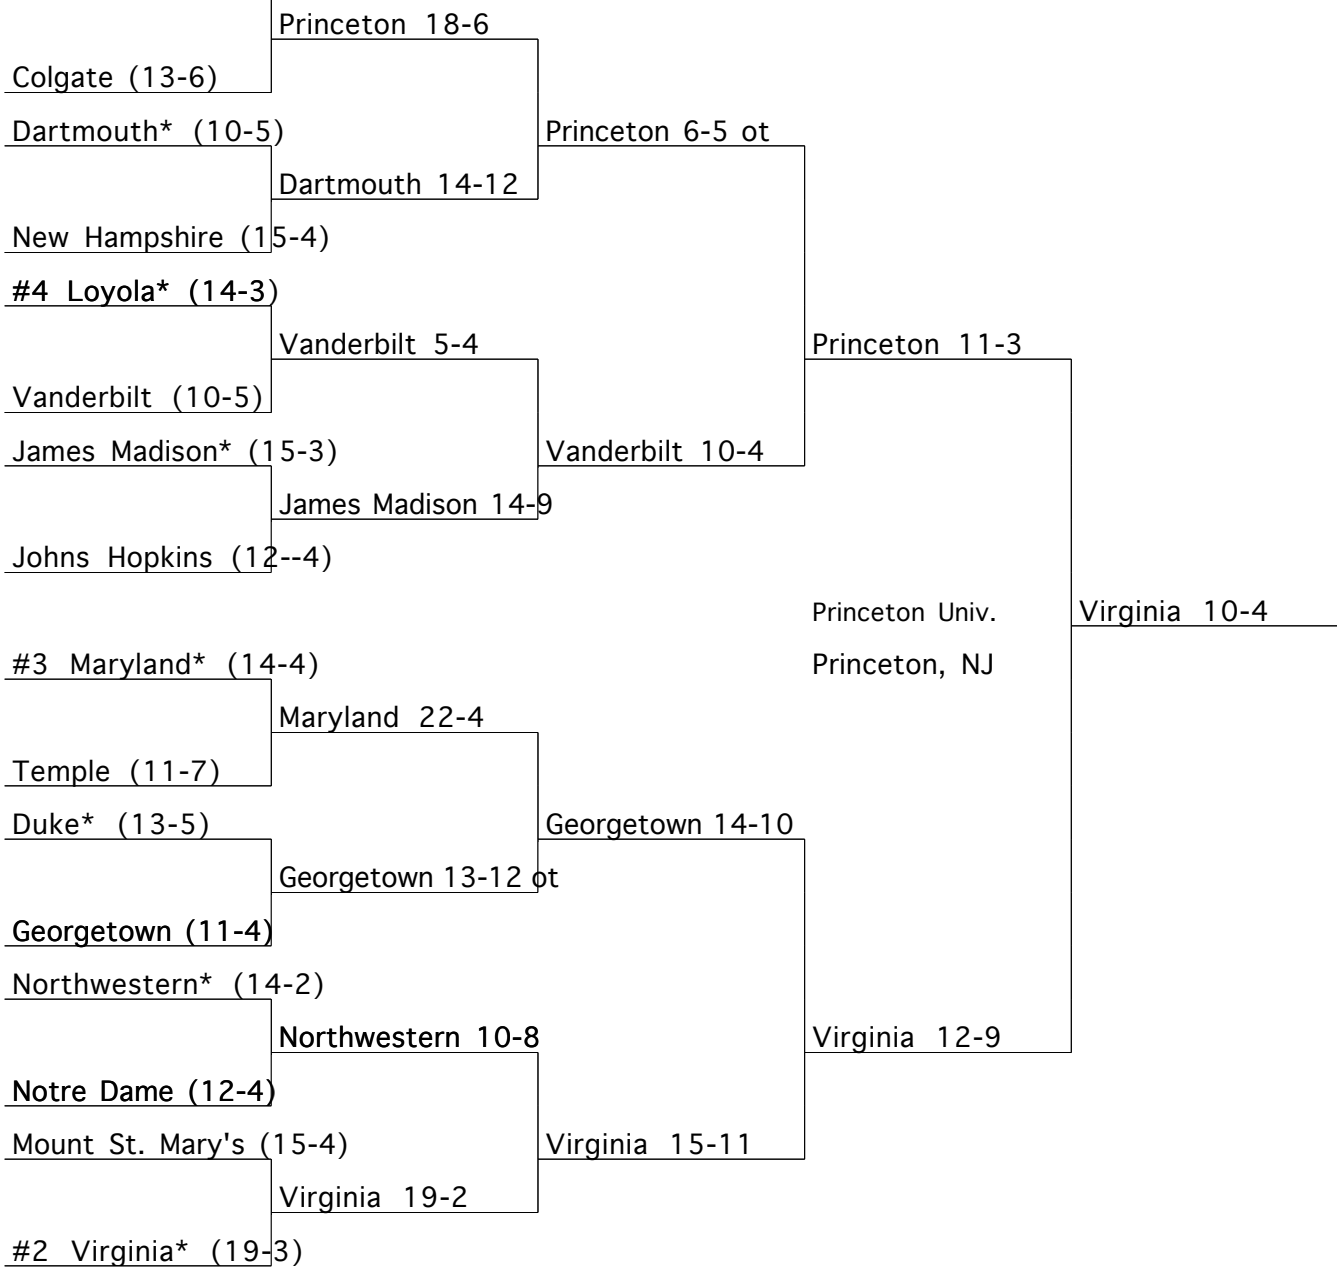 Princeton 18-6
Colgate (13-6)
Dartmouth* (10-5)
Princeton 6-5 ot
Dartmouth 14-12
New Hampshire (15-4)
#4 Loyola* (14-3)
Vanderbilt 5-4
Princeton 11-3
Vanderbilt (10-5)
James Madison* (15-3)
Vanderbilt 10-4
James Madison 14-9
Johns Hopkins (12--4)
Princeton Univ.
Virginia 10-4
#3 Maryland* (14-4)
Princeton, NJ
Maryland 22-4
Temple (11-7)
Duke* (13-5)
Georgetown 14-10
Georgetown 13-12 ot
Georgetown (11-4)
Northwestern* (14-2)
Northwestern 10-8
Virginia 12-9
Notre Dame (12-4)
Mount St. Mary's (15-4)
Virginia 15-11
Virginia 19-2
#2 Virginia* (19-3)